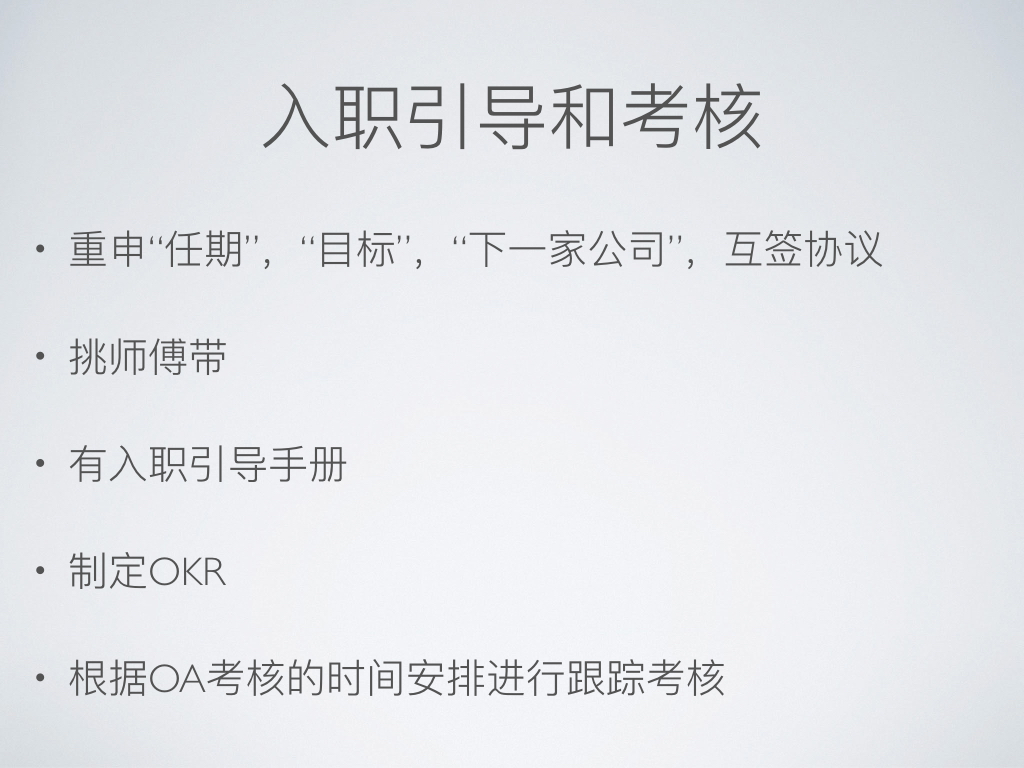 入职引导和考核
• 重申“任期”，“目标”，“下一家公司”，互签协议
• 挑师傅带
• 有入职引导手册
• 制定OKR
• 根据OA考核的时间安排进行跟踪考核